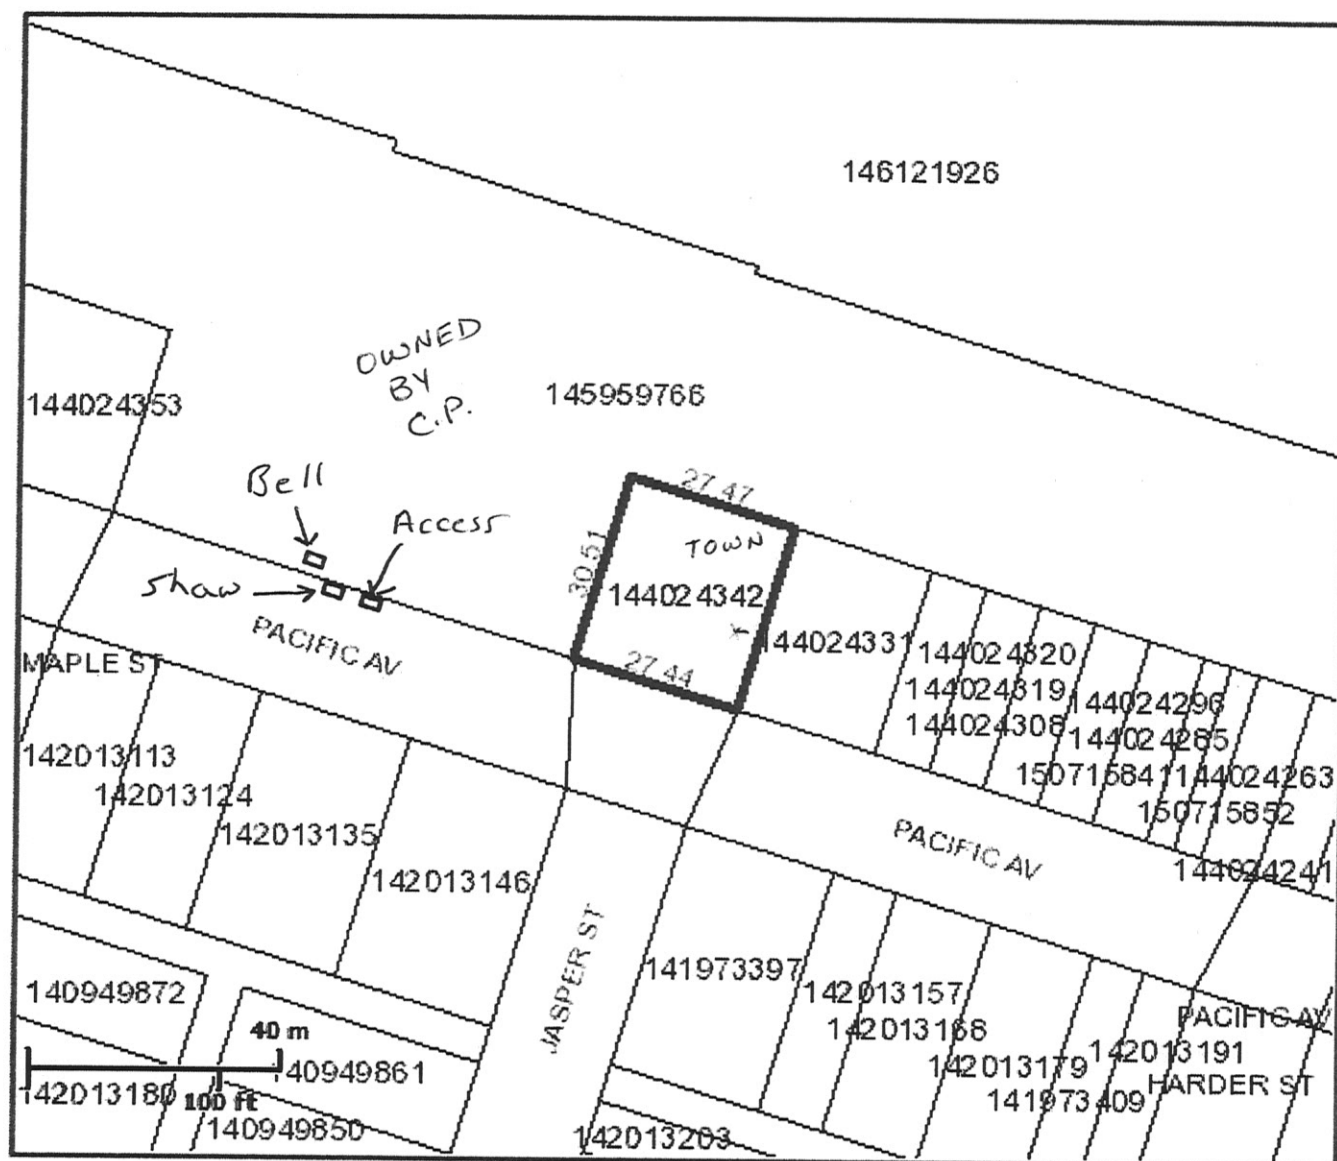 146121926
OWNED
BY
C.P.
145959766
144024353
Bell
Access
Shaw
27.47
30.51
TOWN
144024342
27.44
144024331
144024320
144024319
144024308
144024296
144024285
150715841
144024263
150715852
144024241
PACIFIC AV
MAPLE ST
142013113
142013124
142013135
142013146
PACIFIC AV
JASPER ST
141973397
142013157
142013168
142013179
141973409
142013191
PACIFIC AV
HARDER ST
140949872
40 m
40949861
142013180
100 ft
140949850
142013203